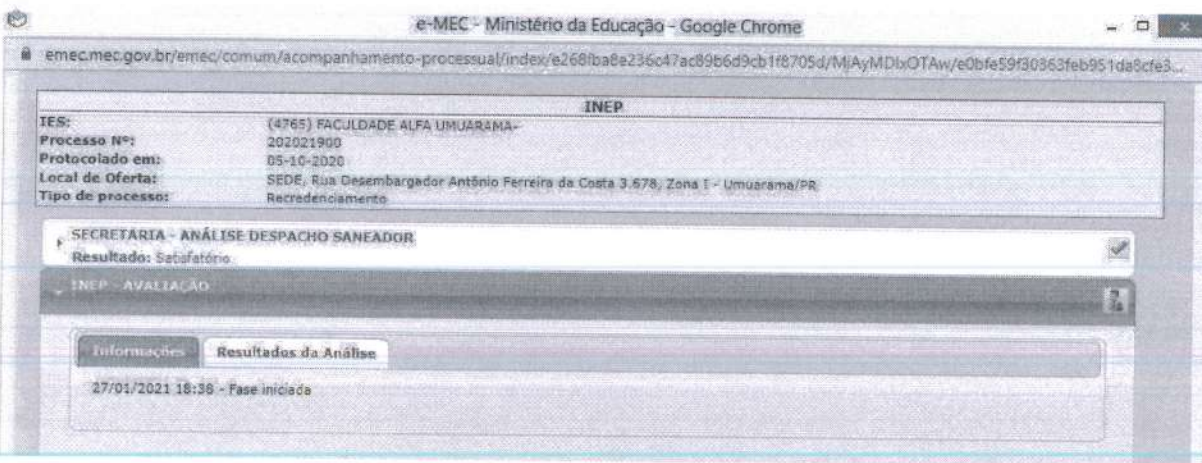 e-MEC - Ministério da Educação - Google Chrome
emec.mec.gov.br/emec/comum/acompanhamento-processual/index/e268fba8e236c47ac89b6d9cb1f8705d/MjAyMDIxOTAw/e0bfe59f30363feb951da8cfe3...
INEP
IES: (4765) FACULDADE ALFA UMUARAMA-
Processo Nº: 202021900
Protocolado em: 05-10-2020
Local de Oferta: SEDE, Rua Desembargador Antônio Ferreira da Costa 3.678, Zona I - Umuarama/PR
Tipo de processo: Recredenciamento
SECRETARIA - ANÁLISE DESPACHO SANEADOR
Resultado: Satisfatório
INEP - AVALIAÇÃO
Informações Resultados da Análise
27/01/2021 18:38 - Fase iniciada